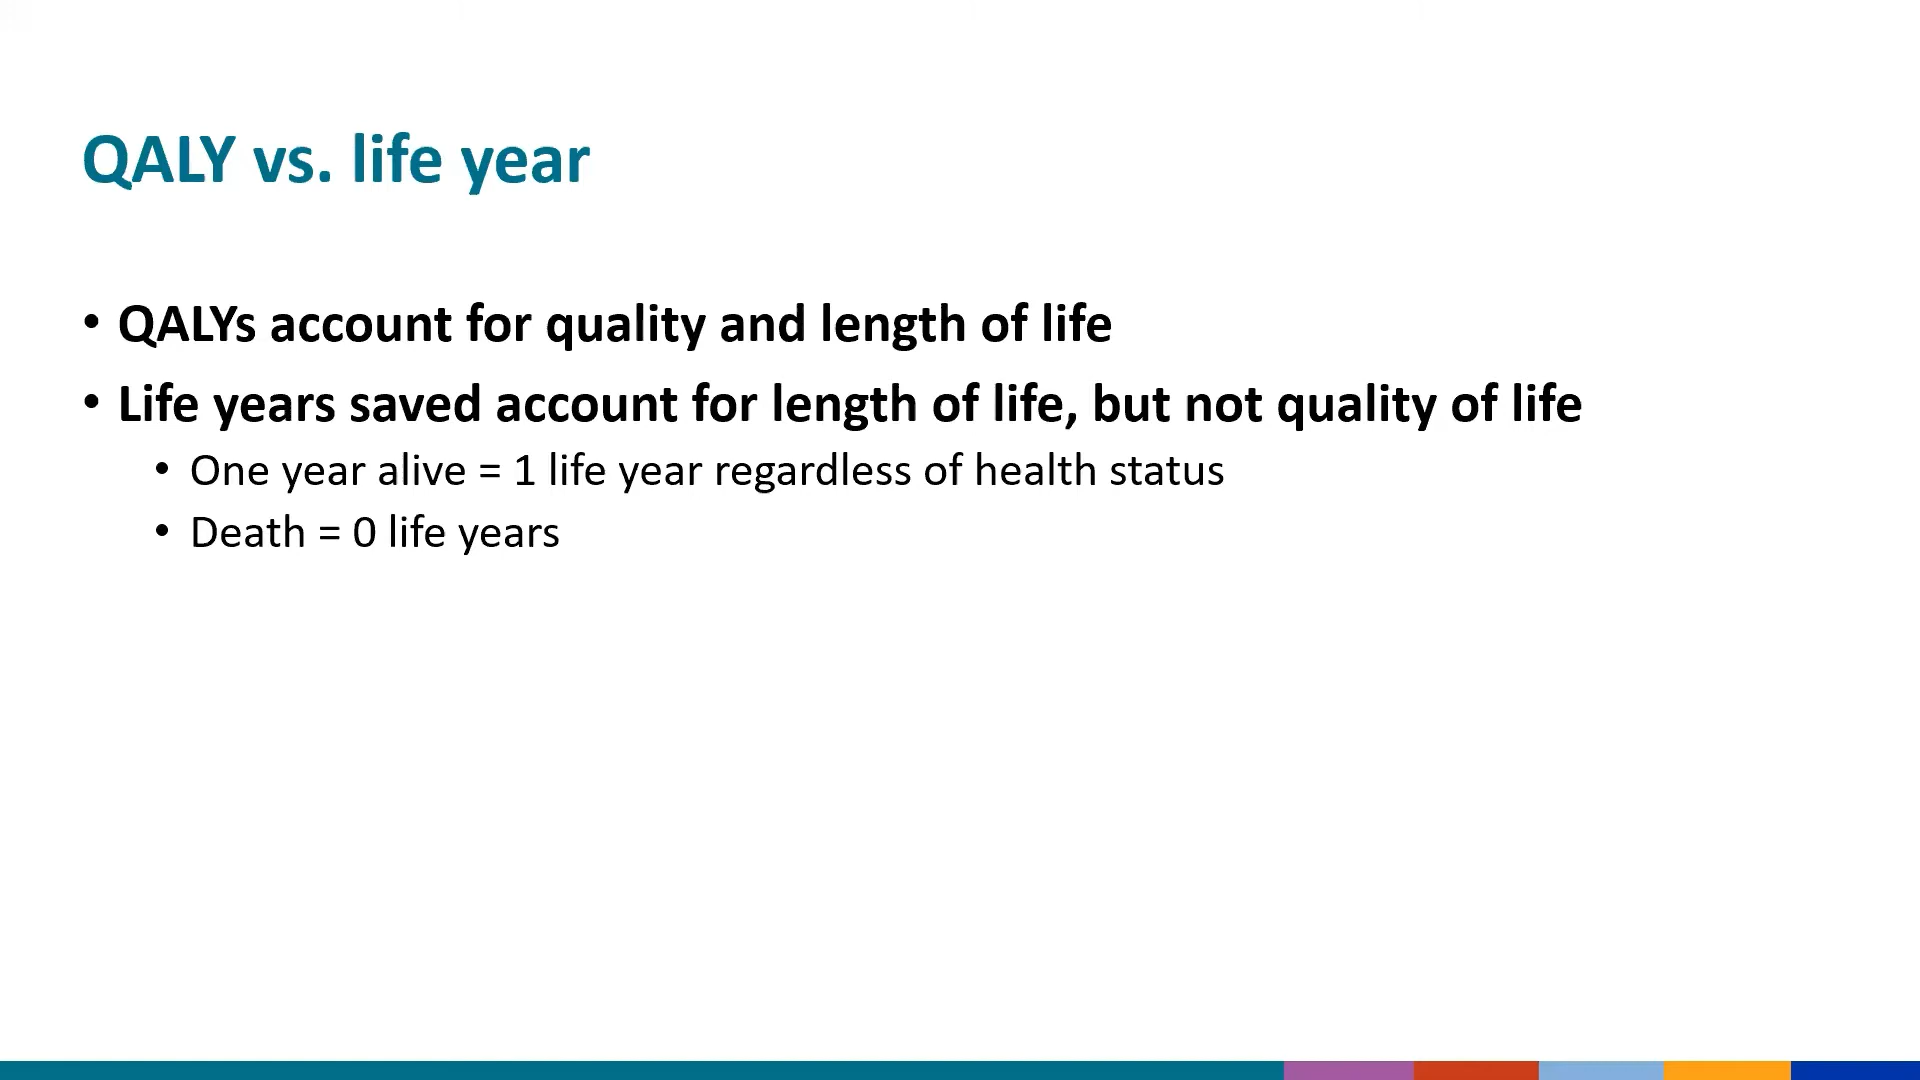 QALY vs. life year
• QALYs account for quality and length of life
• Life years saved account for length of life, but not quality of life
• One year alive = 1 life year regardless of health status
• Death = 0 life years